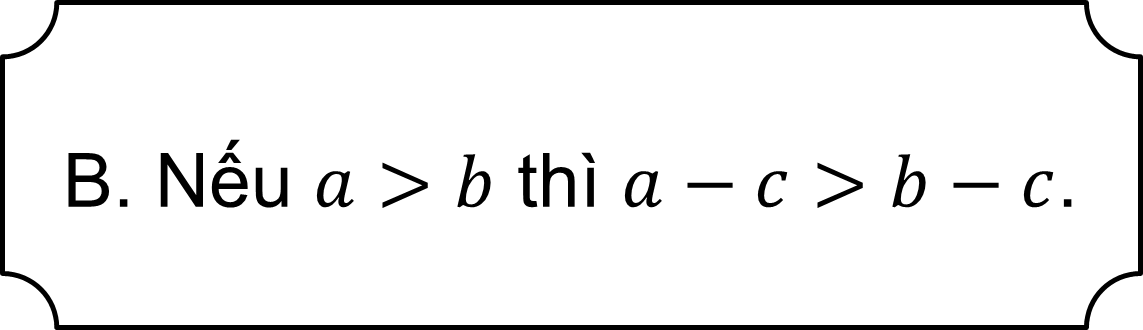 B. Nếu a > b thì a − c > b − c.